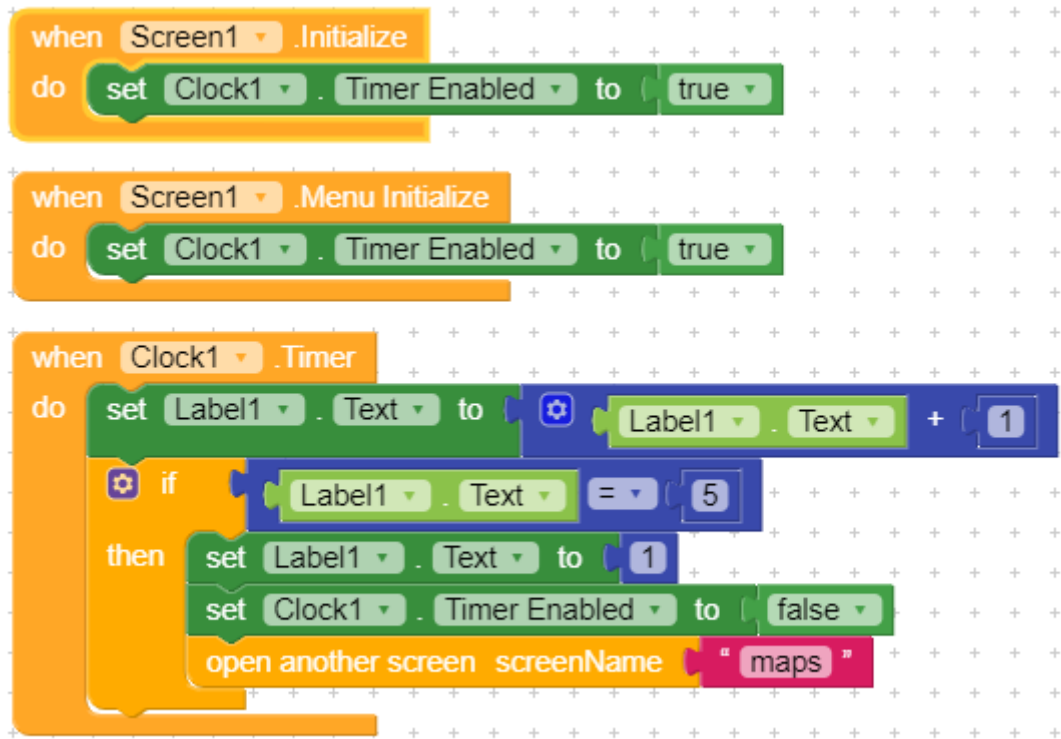 when Screen1 .Initialize
do set Clock1 . Timer Enabled to true
when Screen1 .Menu Initialize
do set Clock1 . Timer Enabled to true
when Clock1 .Timer
do set Label1 . Text to Label1 . Text + 1
if Label1 . Text = 5
then set Label1 . Text to 1
set Clock1 . Timer Enabled to false
open another screen screenName “ maps ”